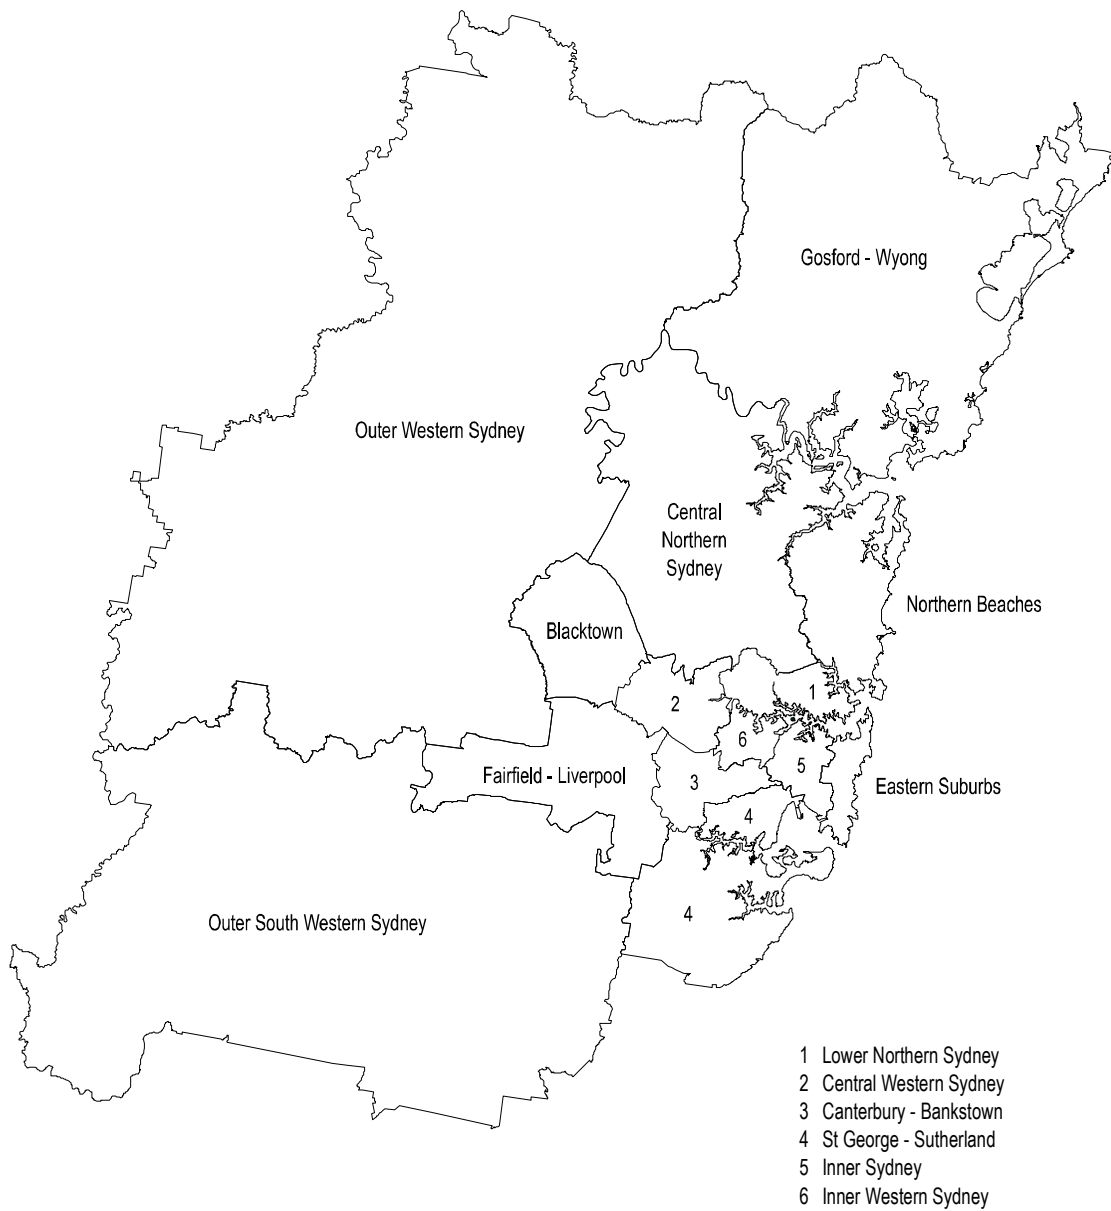 Gosford - Wyong
Outer Western Sydney
Central
Northern
Sydney
Northern Beaches
Blacktown
1
2
6
5
Fairfield - Liverpool
3
Eastern Suburbs
4
4
Outer South Western Sydney
1 Lower Northern Sydney
2 Central Western Sydney
3 Canterbury - Bankstown
4 St George - Sutherland
5 Inner Sydney
6 Inner Western Sydney